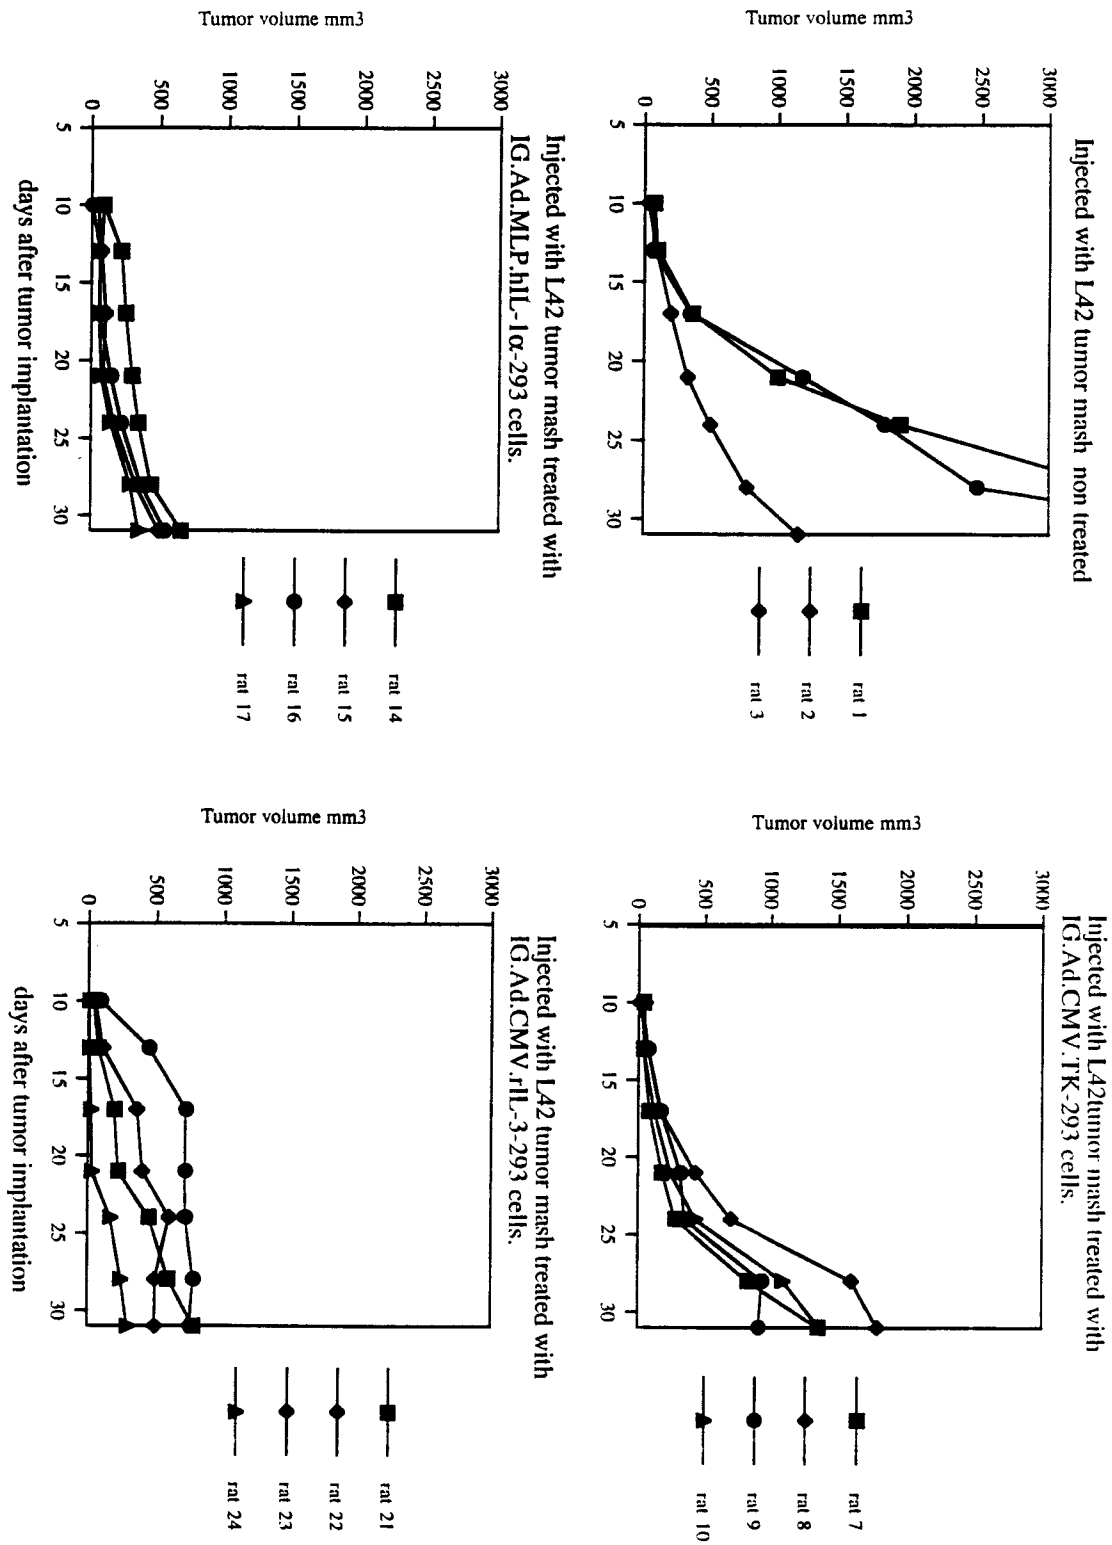 Injected with L42 tumor mash non treated
Tumor volume mm3
3000
2500
2000
1500
1000
500
0
5
10
15
20
25
30
rat 1
rat 2
rat 3
Injected with L42tumor mash treated with
IG.Ad.CMV.TK-293 cells.
Tumor volume mm3
3000
2500
2000
1500
1000
500
0
5
10
15
20
25
30
rat 7
rat 8
rat 9
rat 10
Injected with L42 tumor mash treated with
IG.Ad.MLP.hIL-1α-293 cells.
Tumor volume mm3
3000
2500
2000
1500
1000
500
0
5
10
15
20
25
30
days after tumor implantation
rat 14
rat 15
rat 16
rat 17
Injected with L42 tumor mash treated with
IG.Ad.CMV.rIL-3-293 cells.
Tumor volume mm3
3000
2500
2000
1500
1000
500
0
5
10
15
20
25
30
days after tumor implantation
rat 21
rat 22
rat 23
rat 24